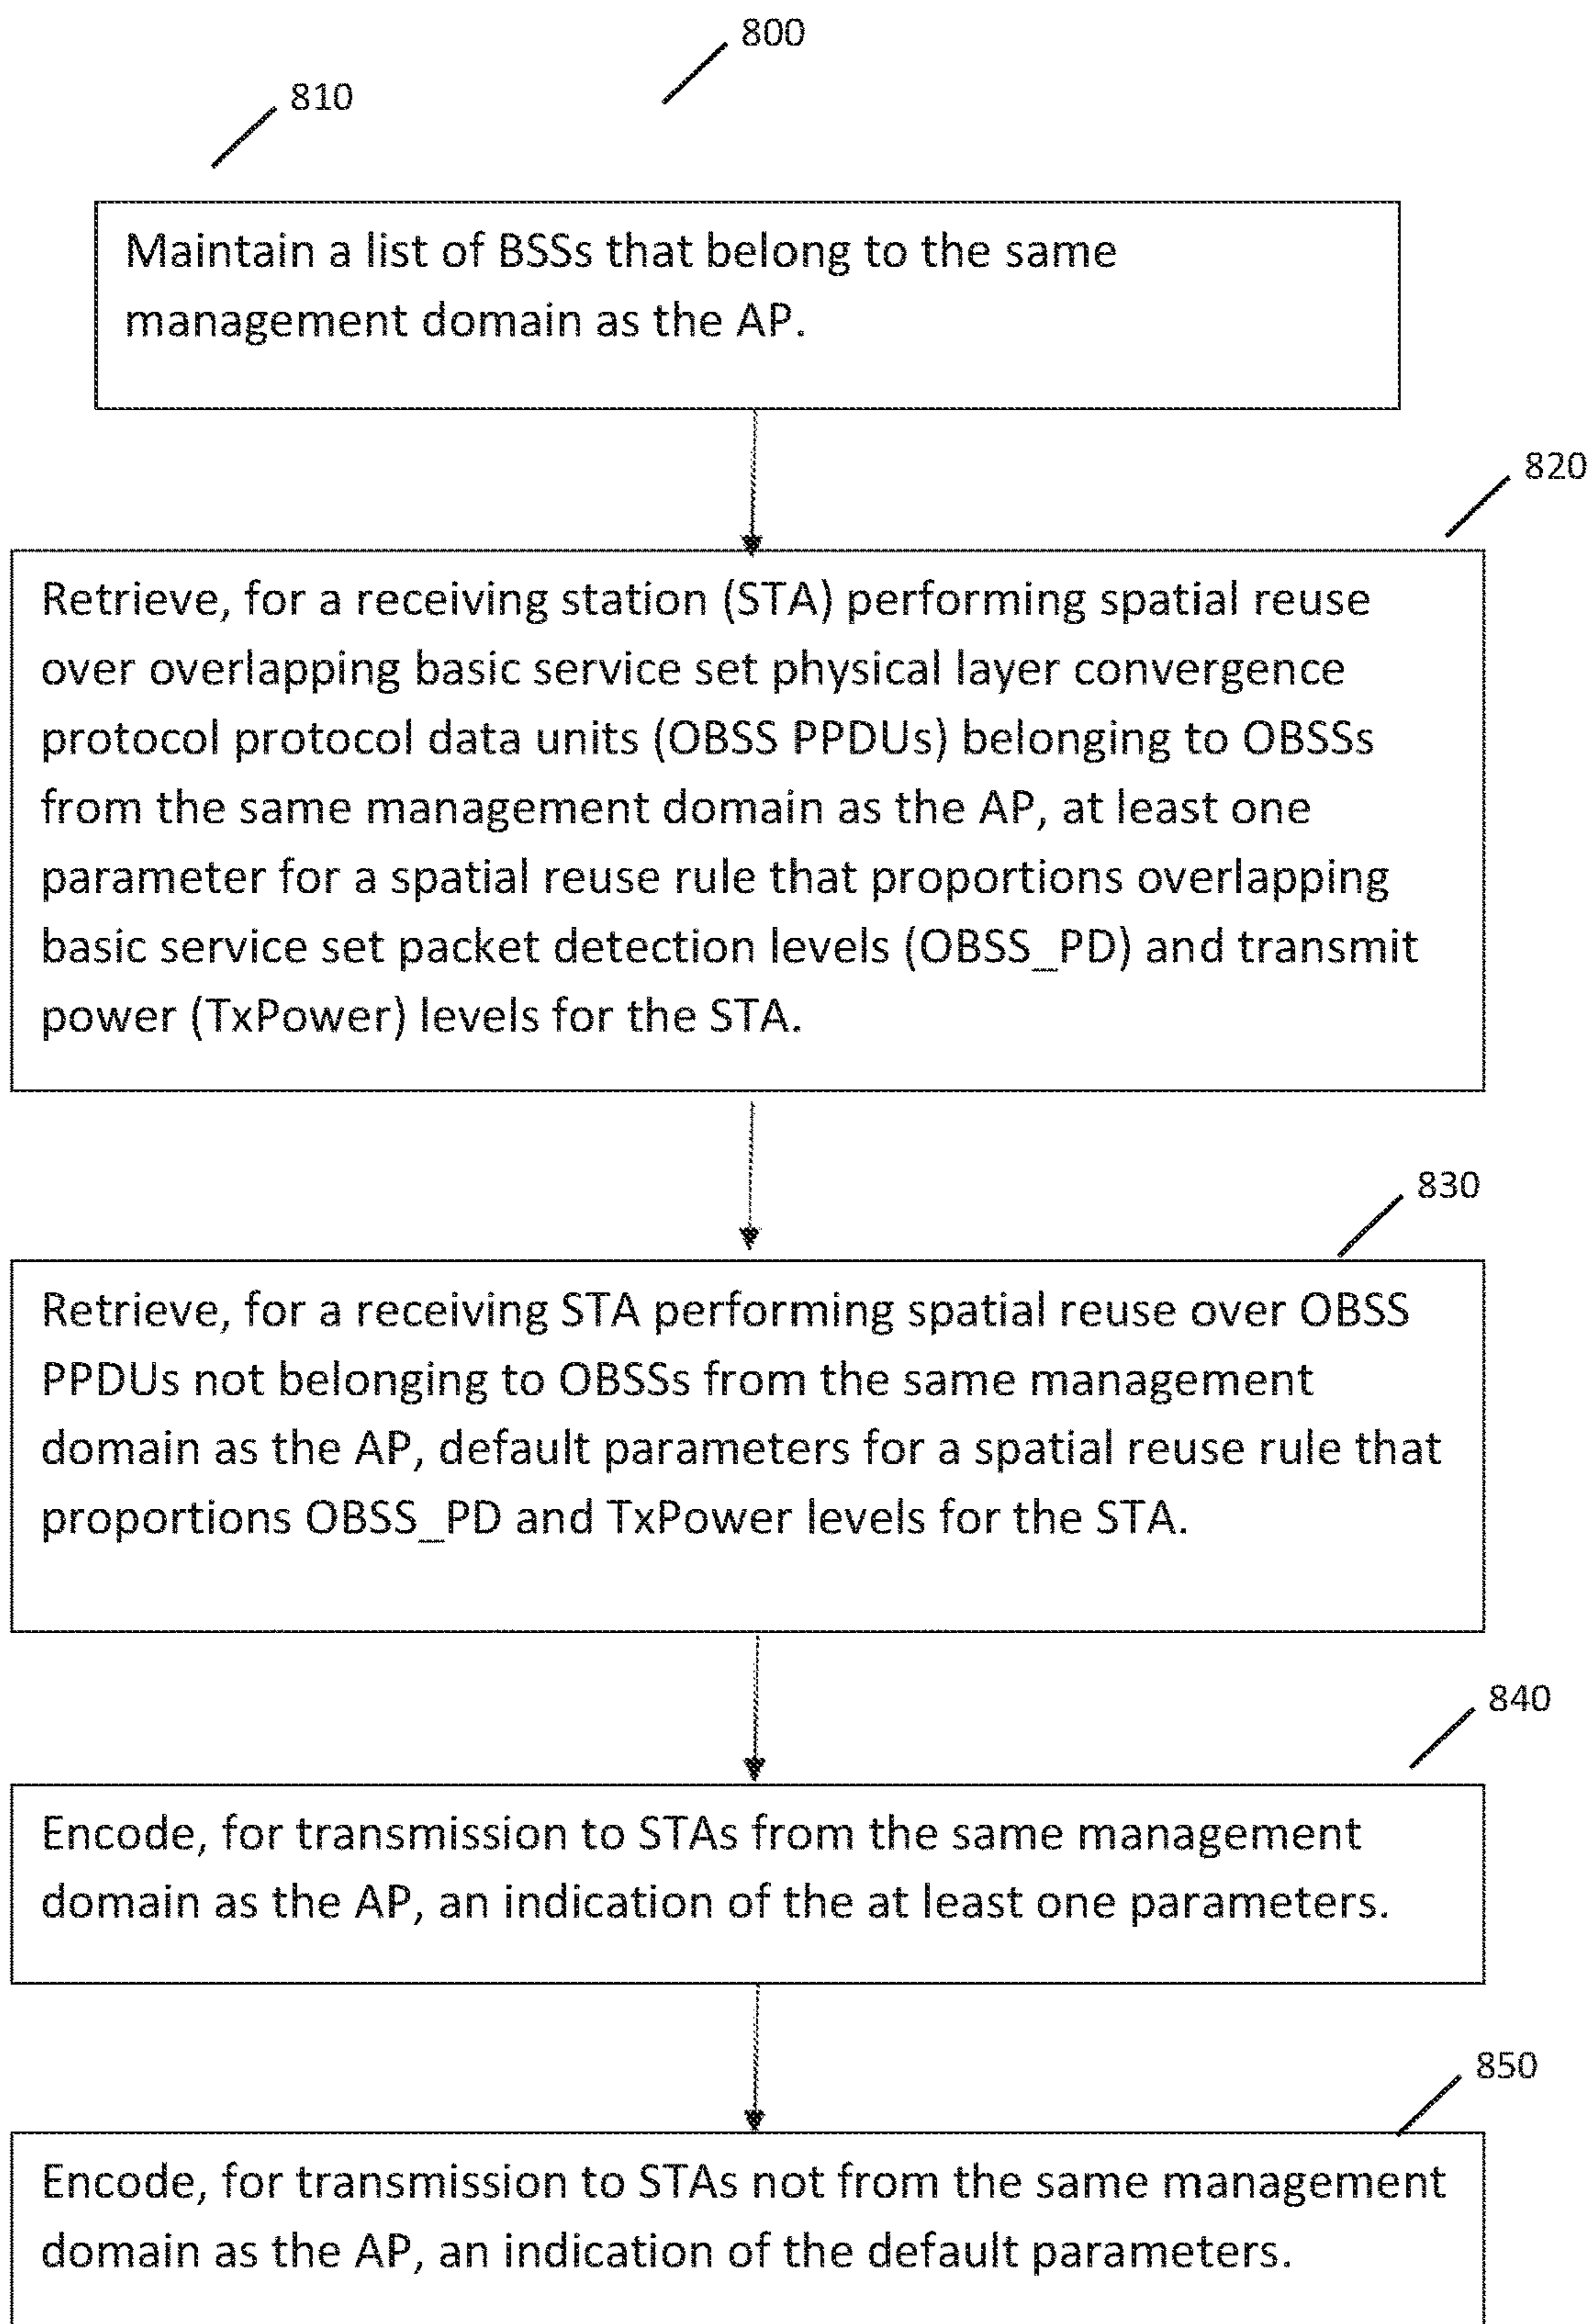 800
810
Maintain a list of BSSs that belong to the same
management domain as the AP.
820
Retrieve, for a receiving station (STA) performing spatial reuse
over overlapping basic service set physical layer convergence
protocol protocol data units (OBSS PPDUs) belonging to OBSSs
from the same management domain as the AP, at least one
parameter for a spatial reuse rule that proportions overlapping
basic service set packet detection levels (OBSS_PD) and transmit
power (TxPower) levels for the STA.
830
Retrieve, for a receiving STA performing spatial reuse over OBSS
PPDUs not belonging to OBSSs from the same management
domain as the AP, default parameters for a spatial reuse rule that
proportions OBSS_PD and TxPower levels for the STA.
840
Encode, for transmission to STAs from the same management
domain as the AP, an indication of the at least one parameters.
850
Encode, for transmission to STAs not from the same management
domain as the AP, an indication of the default parameters.